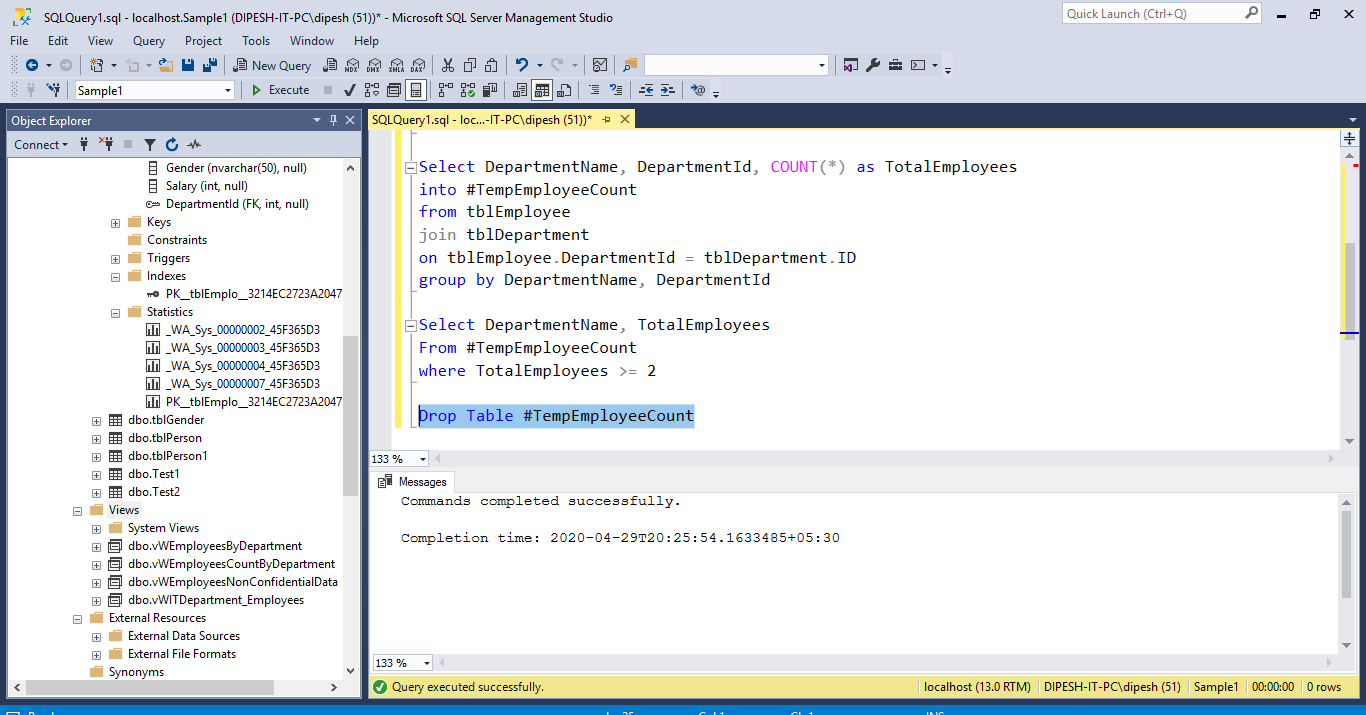 SQLQuery1.sql - localhost.Sample1 (DIPESH-IT-PC\dipesh (51))* - Microsoft SQL Server Management Studio
Quick Launch (Ctrl+Q)
File Edit View Query Project Tools Window Help
New Query
MDX DMX XMLA DAX
Sample1
Execute
Object Explorer
Connect
Gender (nvarchar(50), null)
Salary (int, null)
DepartmentId (FK, int, null)
Keys
Constraints
Triggers
Indexes
PK__tblEmplo__3214EC2723A2047
Statistics
_WA_Sys_00000002_45F365D3
_WA_Sys_00000003_45F365D3
_WA_Sys_00000004_45F365D3
_WA_Sys_00000007_45F365D3
PK__tblEmplo__3214EC2723A2047
dbo.tblGender
dbo.tblPerson
dbo.tblPerson1
dbo.Test1
dbo.Test2
Views
System Views
dbo.vWEmployeesByDepartment
dbo.vWEmployeesCountByDepartment
dbo.vWEmployeesNonConfidentialData
dbo.vWITDepartment_Employees
External Resources
External Data Sources
External File Formats
Synonyms
SQLQuery1.sql - loc...-IT-PC\dipesh (51))*
Select DepartmentName, DepartmentId, COUNT(*) as TotalEmployees
into #TempEmployeeCount
from tblEmployee
join tblDepartment
on tblEmployee.DepartmentId = tblDepartment.ID
group by DepartmentName, DepartmentId
Select DepartmentName, TotalEmployees
From #TempEmployeeCount
where TotalEmployees >= 2
Drop Table #TempEmployeeCount
133 %
Messages
Commands completed successfully.
Completion time: 2020-04-29T20:25:54.1633485+05:30
133 %
Query executed successfully.
localhost (13.0 RTM) DIPESH-IT-PC\dipesh (51) Sample1 00:00:00 0 rows